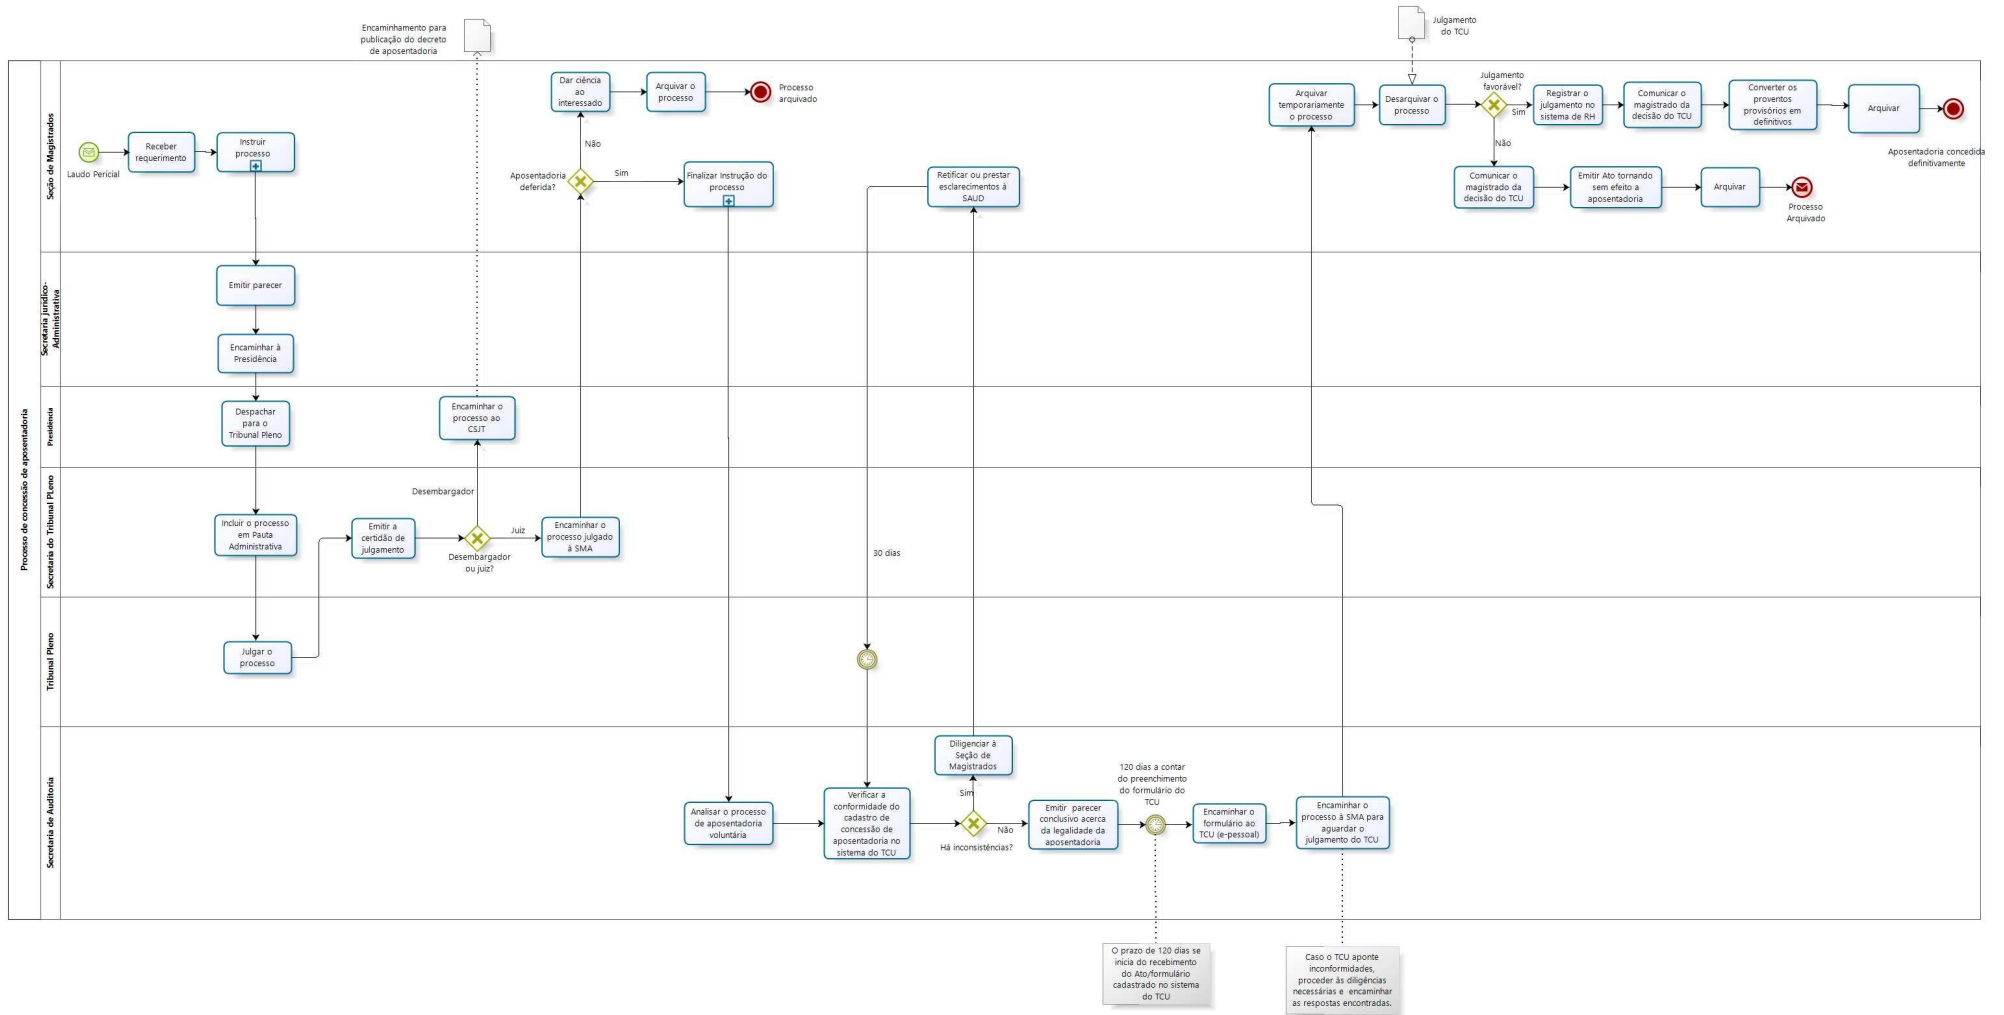 Encaminhamento para
publicação do decreto
de aposentadoria
Julgamento
do TCU
Processo de concessão de aposentadoria
Seção de Magistrados
Laudo Pericial
Receber
requerimento
Instruir
processo
Dar ciência
ao
interessado
Arquivar o
processo
Processo
arquivado
Não
Aposentadoria
deferida?
Sim
Finalizar Instrução do
processo
Retificar ou prestar
esclarecimentos à
SAUD
Arquivar
temporariamente
o processo
Desarquivar o
processo
Julgamento
favorável?
Sim
Não
Registrar o
julgamento no
sistema de RH
Comunicar o
magistrado da
decisão do TCU
Converter os
proventos
provisórios em
definitivos
Arquivar
Aposentadoria concedida
definitivamente
Comunicar o
magistrado da
decisão do TCU
Emitir Ato tornando
sem efeito a
aposentadoria
Arquivar
Processo
Arquivado
Secretaria jurídico-
Administrativa
Emitir parecer
Encaminhar à
Presidência
Presidência
Despachar
para o
Tribunal Pleno
Encaminhar o
processo ao
CSJT
Secretaria do Tribunal PLeno
Desembargador
Incluir o processo
em Pauta
Administrativa
Emitir a
certidão de
julgamento
Juiz
Desembargador
ou juiz?
Encaminhar o
processo julgado
à SMA
30 dias
Tribunal Pleno
Julgar o
processo
Secretaria de Auditoria
Analisar o processo
de aposentadoria
voluntária
Verificar a
conformidade do
cadastro de
concessão de
aposentadoria no
sistema do TCU
Diligenciar à
Seção de
Magistrados
Sim
Não
Há inconsistências?
Emitir parecer
conclusivo acerca
da legalidade da
aposentadoria
120 dias a contar
do preenchimento
do formulário do
TCU
Encaminhar o
formulário ao
TCU (e-pessoal)
Encaminhar o
processo à SMA para
aguardar o
julgamento do TCU
O prazo de 120 dias se
inicia do recebimento
do Ato/formulário
cadastrado no sistema
do TCU
Caso o TCU aponte
inconformidades,
proceder às diligências
necessárias e encaminhar
as respostas encontradas.